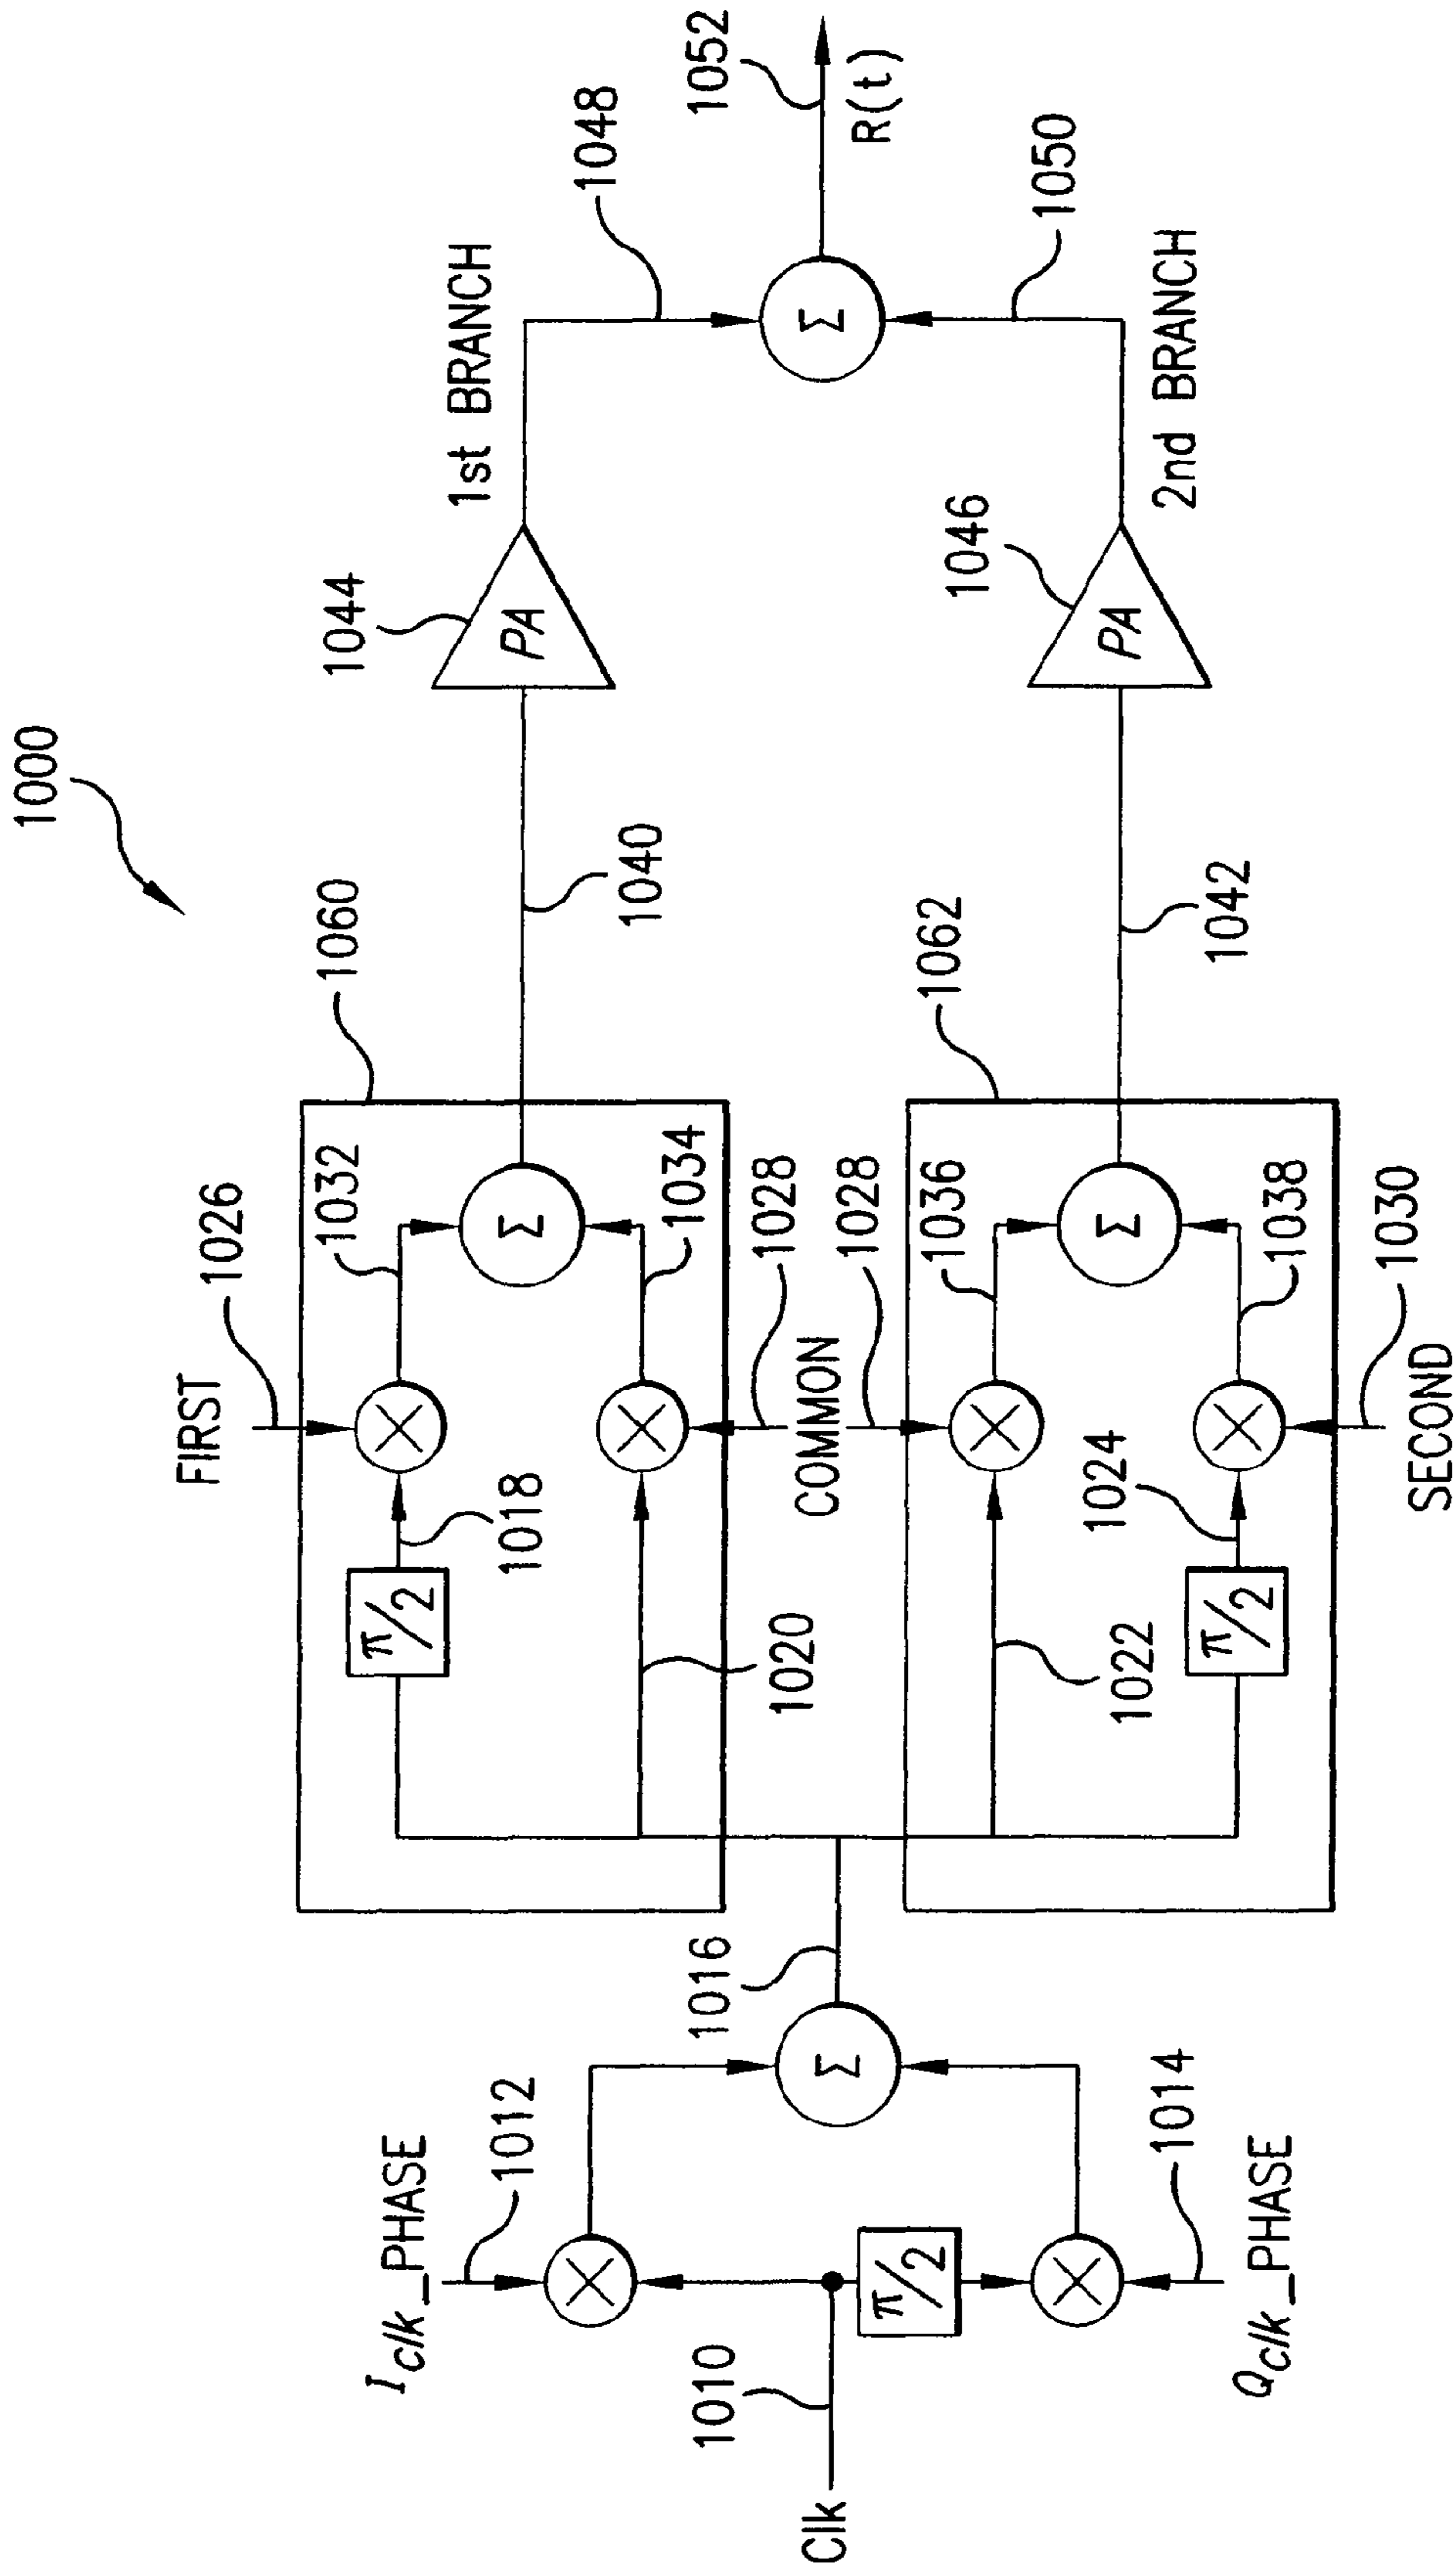 1000
Clk
1010
I_clk_PHASE
1012
π/2
Q_clk_PHASE
1014
Σ
1016
FIRST
1026
π/2
1018
1020
1032
1034
Σ
1060
1028
COMMON
1028
1022
π/2
1024
1036
1038
Σ
1062
SECOND
1030
1040
1042
PA
1044
PA
1046
1st BRANCH
2nd BRANCH
1048
1050
Σ
1052
R(t)